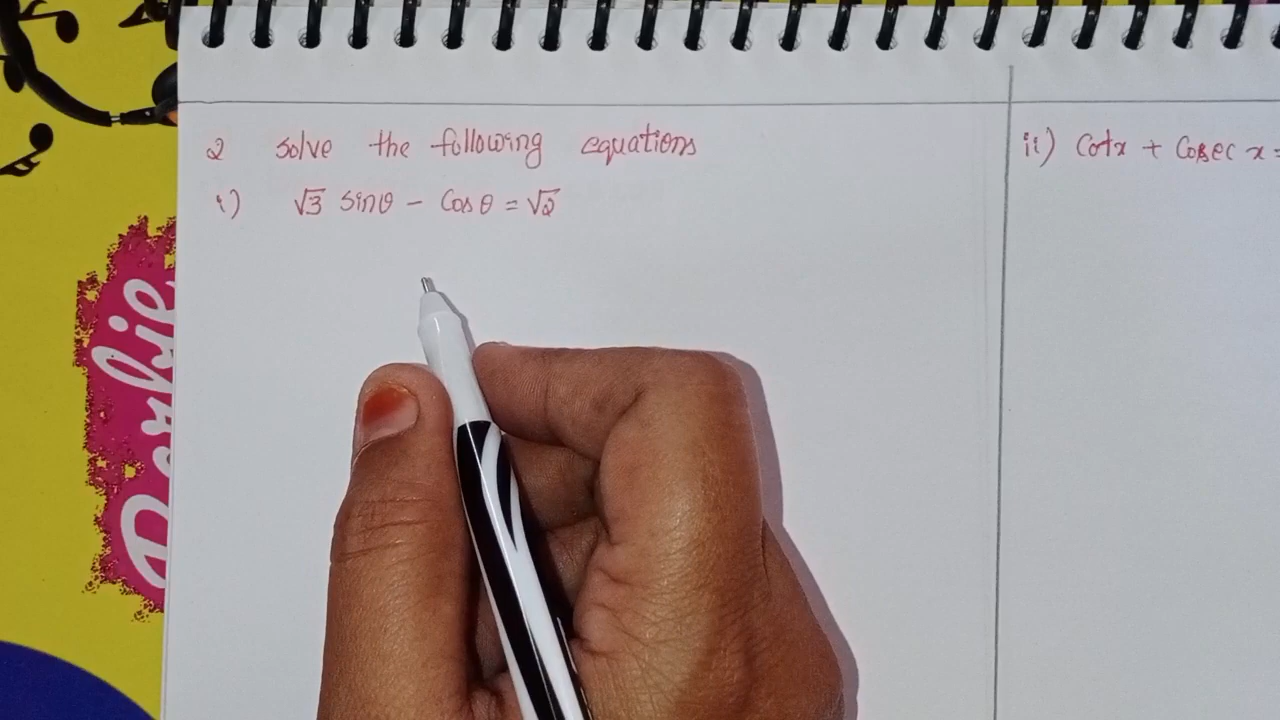 2 solve the following equations
i) √3 sinθ - Cosθ = √2
ii) Cotx + Cosec x =